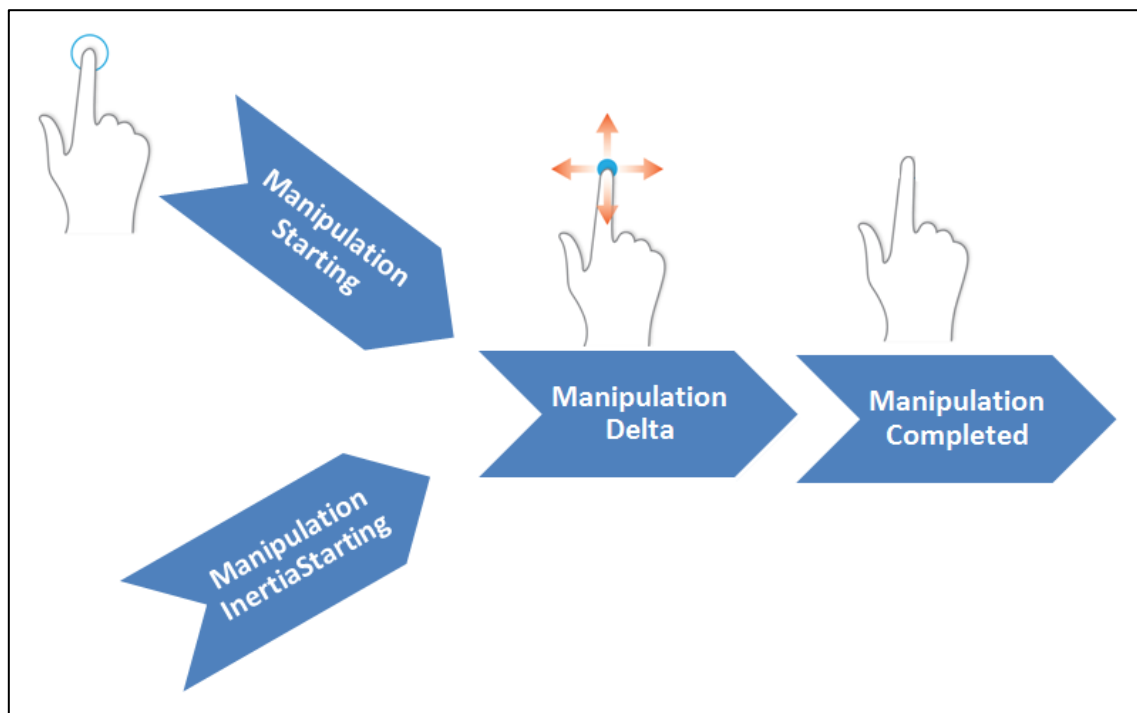 Manipulation
Starting
Manipulation
Delta
Manipulation
Completed
Manipulation
InertiaStarting